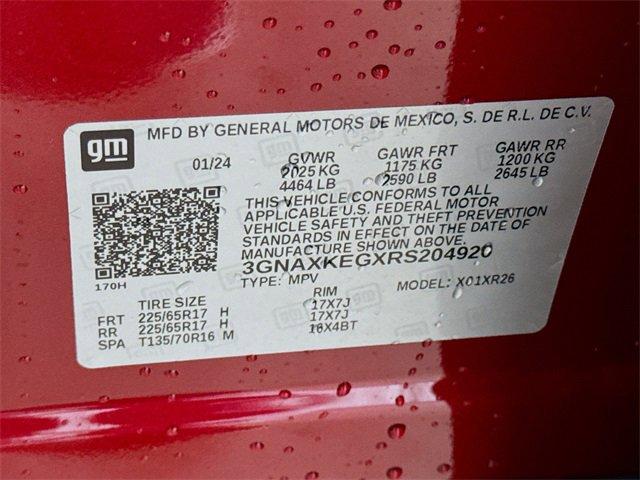 gm
MFD BY GENERAL MOTORS DE MEXICO, S. DE R.L. DE C.V.
01/24 GVWR GAWR FRT GAWR RR
2025 KG 1175 KG 1200 KG
4464 LB 2590 LB 2645 LB
THIS VEHICLE CONFORMS TO ALL
APPLICABLE U.S. FEDERAL MOTOR
VEHICLE SAFETY AND THEFT PREVENTION
STANDARDS IN EFFECT ON THE DATE OF
MANUFACTURE SHOWN ABOVE.
3GNAXKEGXRS204920
170H
TYPE: MPV MODEL: X01XR26
TIRE SIZE RIM
FRT 225/65R17 H 17X7J
RR 225/65R17 H 17X7J
SPA T135/70R16 M 16X4BT